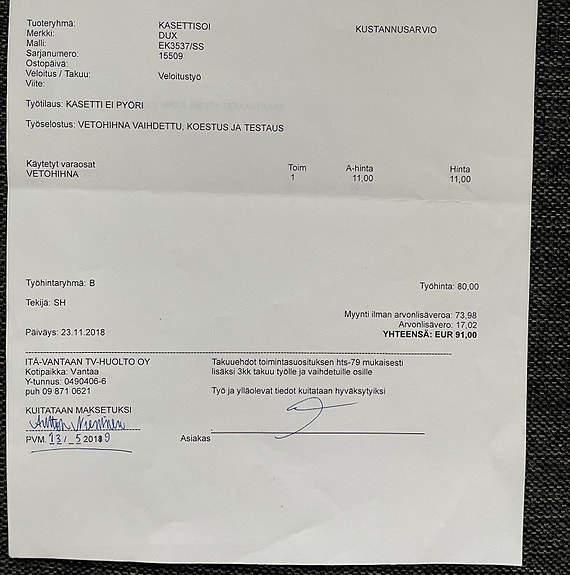 Tuoteryhmä: KASETTISOI KUSTANNUSARVIO
Merkki: DUX
Malli: EK3537/SS
Sarjanumero: 15509
Ostopäivä:
Veloitus / Takuu: Veloitustyö
Viite:
Työtilaus: KASETTI EI PYÖRI
Työselostus: VETOHIHNA VAIHDETTU, KOESTUS JA TESTAUS
Käytetyt varaosat Toim A-hinta Hinta
VETOHIHNA 1 11,00 11,00
Työhintaryhmä: B Työhinta: 80,00
Tekijä: SH
Myynti ilman arvonlisäveroa: 73,98
Arvonlisävero: 17,02
Päiväys: 23.11.2018 YHTEENSÄ: EUR 91,00
ITÄ-VANTAAN TV-HUOLTO OY Takuuehdot toimintasuosituksen hts-79 mukaisesti
Kotipaikka: Vantaa lisäksi 3kk takuu työlle ja vaihdetuille osille
Y-tunnus: 0490406-6
puh 09 871 0621 Työ ja ylläolevat tiedot kuitataan hyväksytyiksi
KUITATAAN MAKSETUKSI
PVM. 13/_5 2019 Asiakas